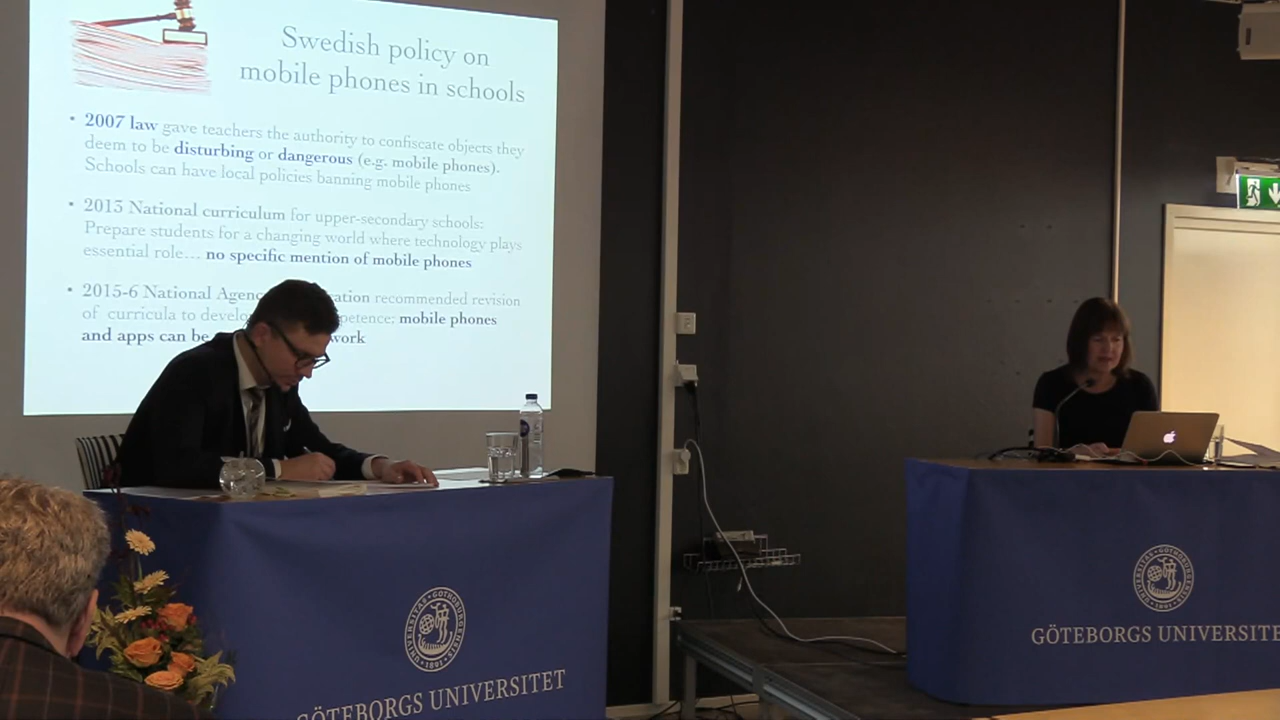 Swedish policy on
mobile phones in schools
• 2007 law gave teachers the authority to confiscate objects they
deem to be disturbing or dangerous (e.g. mobile phones).
Schools can have local policies banning mobile phones
• 2013 National curriculum for upper-secondary schools:
Prepare students for a changing world where technology plays
essential role... no specific mention of mobile phones
• 2015-6 National Agenc ation recommended revision
of curricula to develo petence: mobile phones
and apps can be work
GÖTEBORGS UNIVERSITET
GÖTEBORGS UNIVERSITE